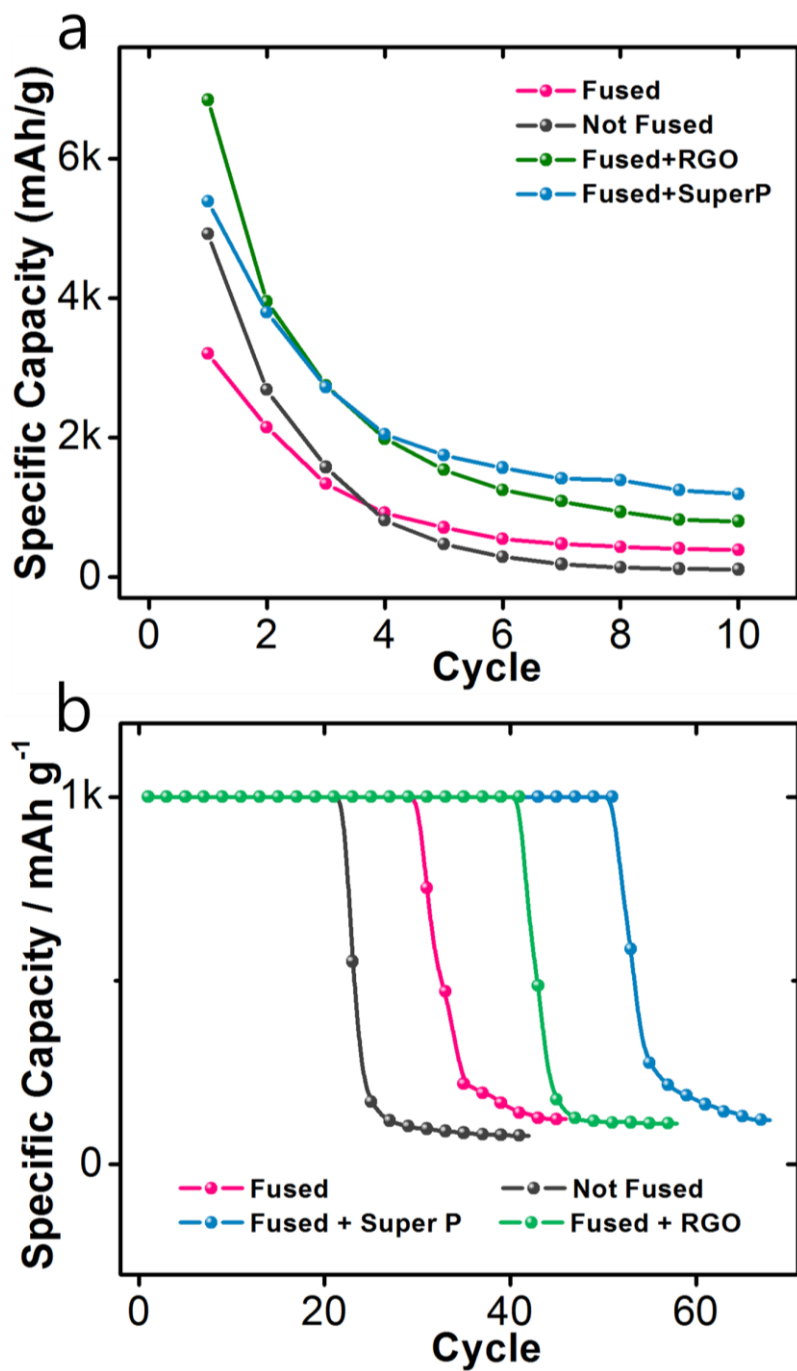 a
Specific Capacity (mAh/g)
6k
4k
2k
0
Fused
Not Fused
Fused+RGO
Fused+SuperP
0 2 4 6 8 10
Cycle
b
Specific Capacity / mAh g⁻¹
1k
0
Fused Not Fused
Fused + Super P Fused + RGO
0 20 40 60
Cycle